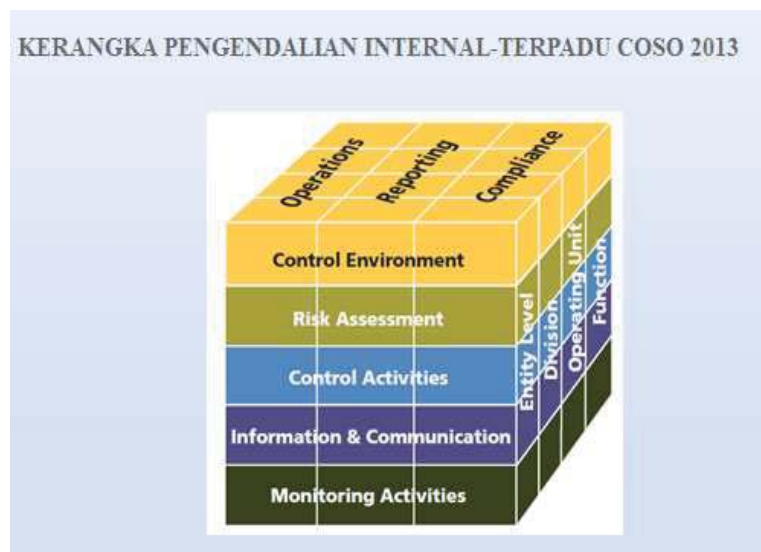 KERANGKA PENGENDALIAN INTERNAL-TERPADU COSO 2013
Operations
Reporting
Compliance
Control Environment
Risk Assessment
Control Activities
Information & Communication
Monitoring Activities
Entity Level
Division
Operating Unit
Function